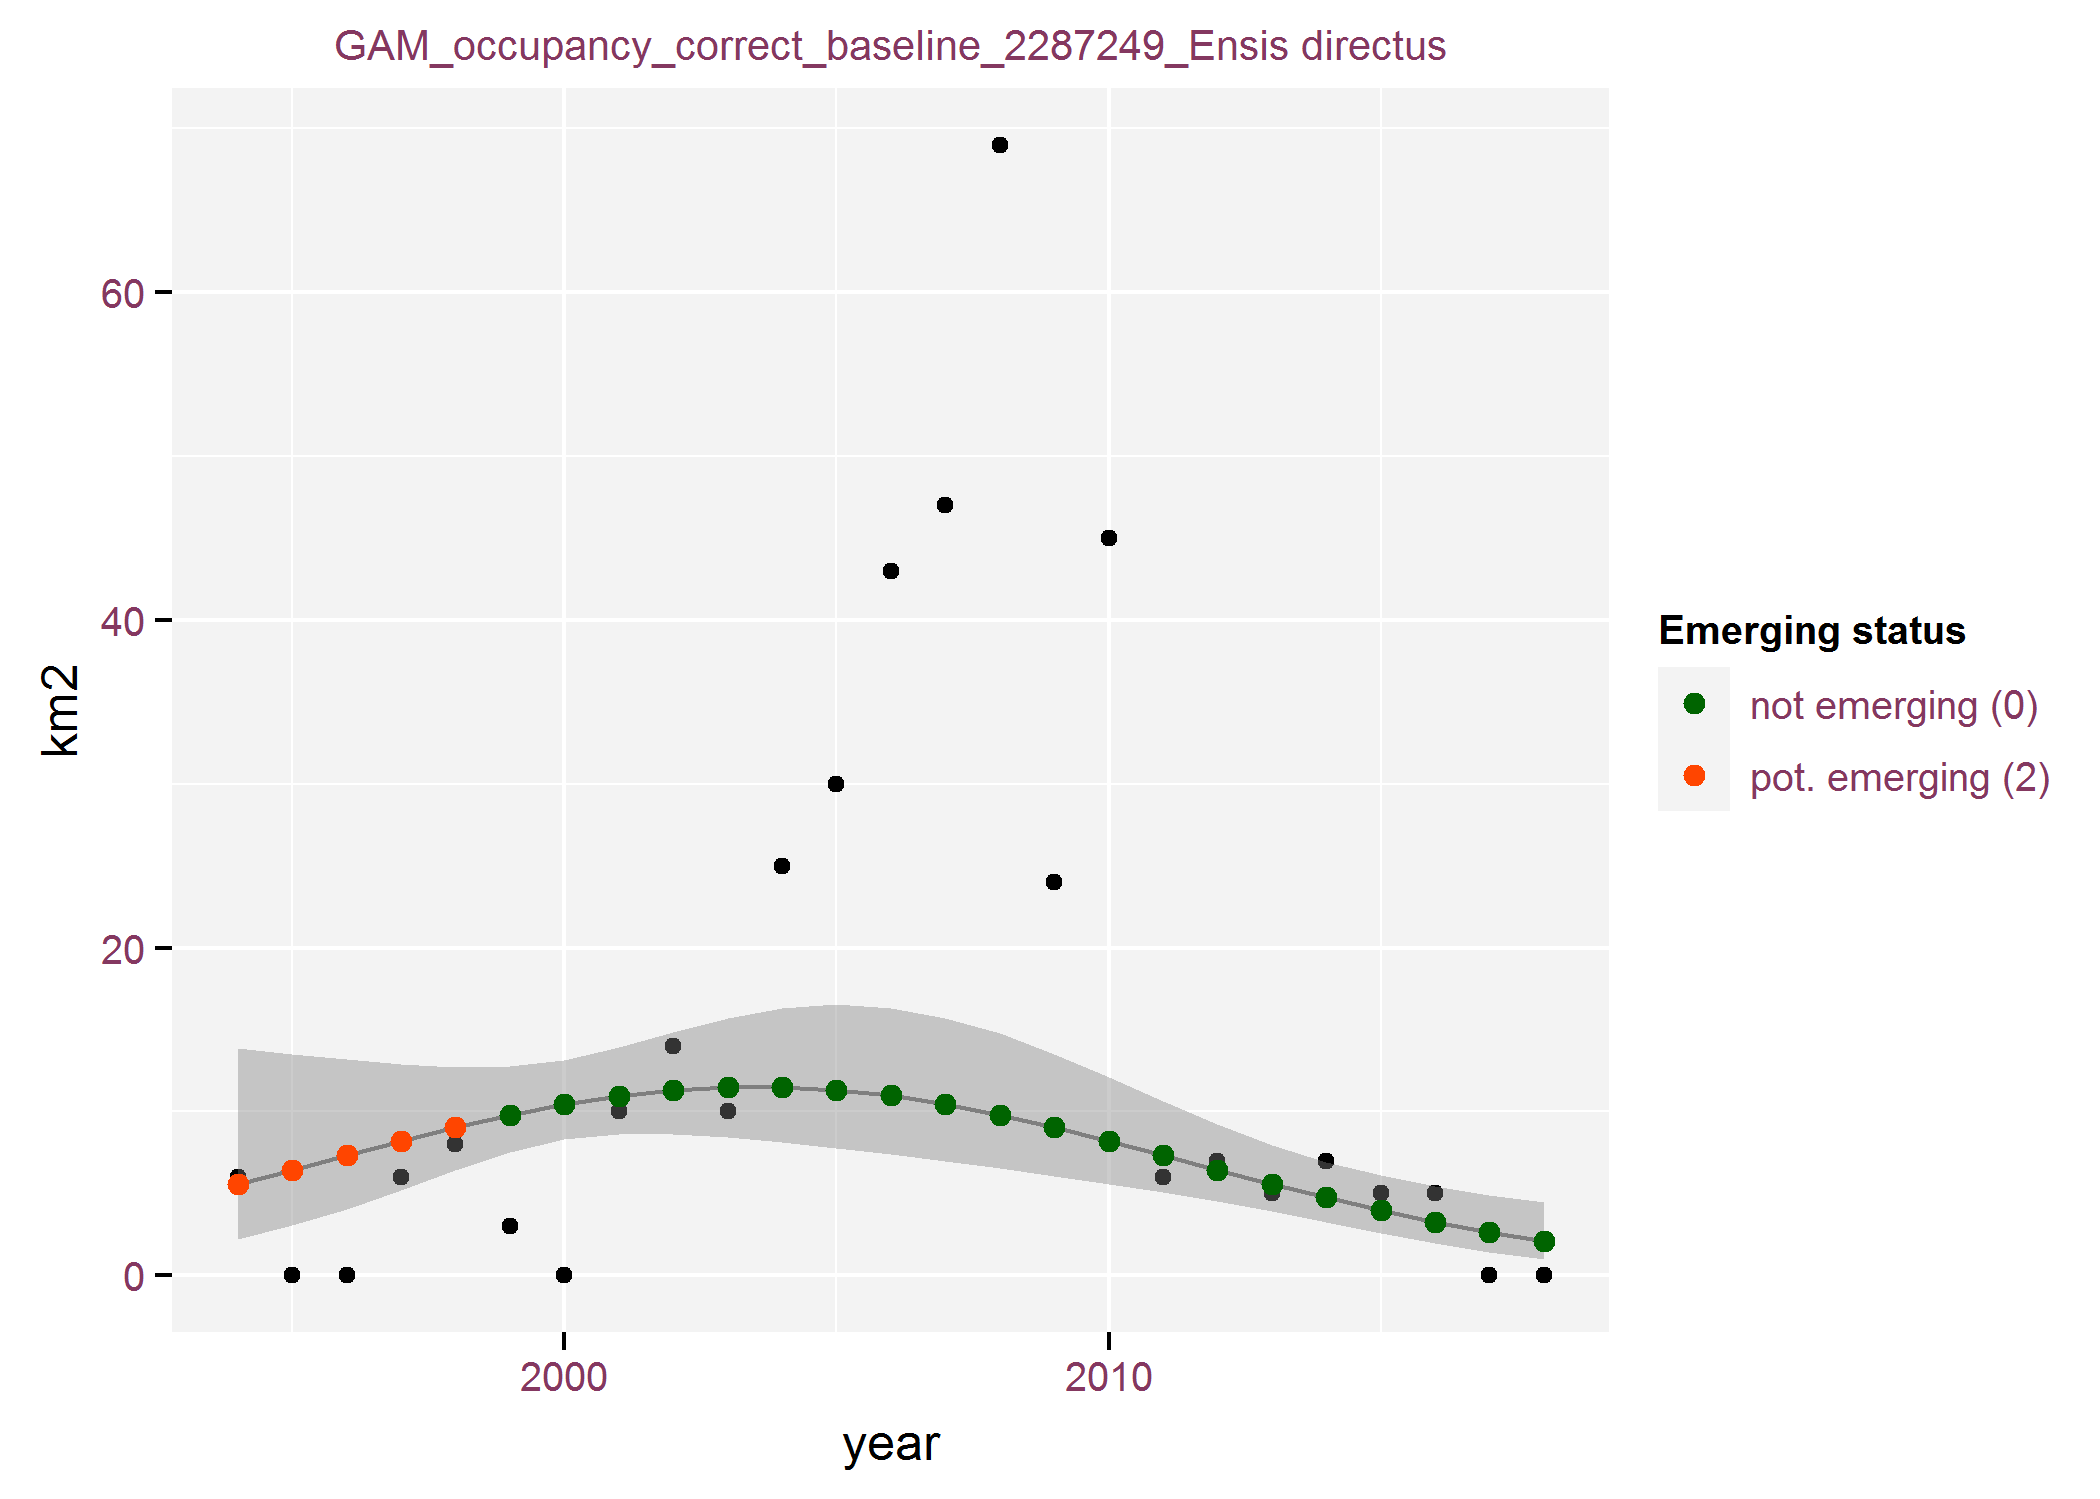 GAM_occupancy_correct_baseline_2287249_Ensis directus
60
40
20
0
km2
2000
2010
year
Emerging status
not emerging (0)
pot. emerging (2)